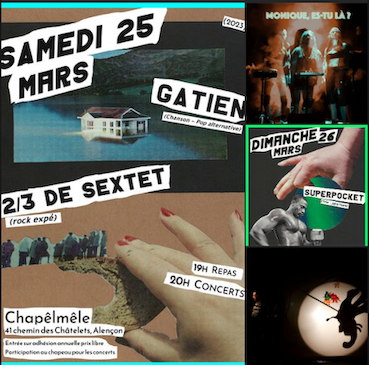 SAMEDI 25
MARS
(2023)
GATIEN
(Chanson - Pop alternative)
2/3 DE SEXTET
(rock expé)
19H REPAS
20H CONCERTS
Chapêlmêle
41 chemin des Châtelets, Alençon
Entrée sur adhésion annuelle prix libre
Participation au chapeau pour les concerts
MONIQUE, ES-TU LÀ ?
DIMANCHE 26
MARS
SUPERPOCKET